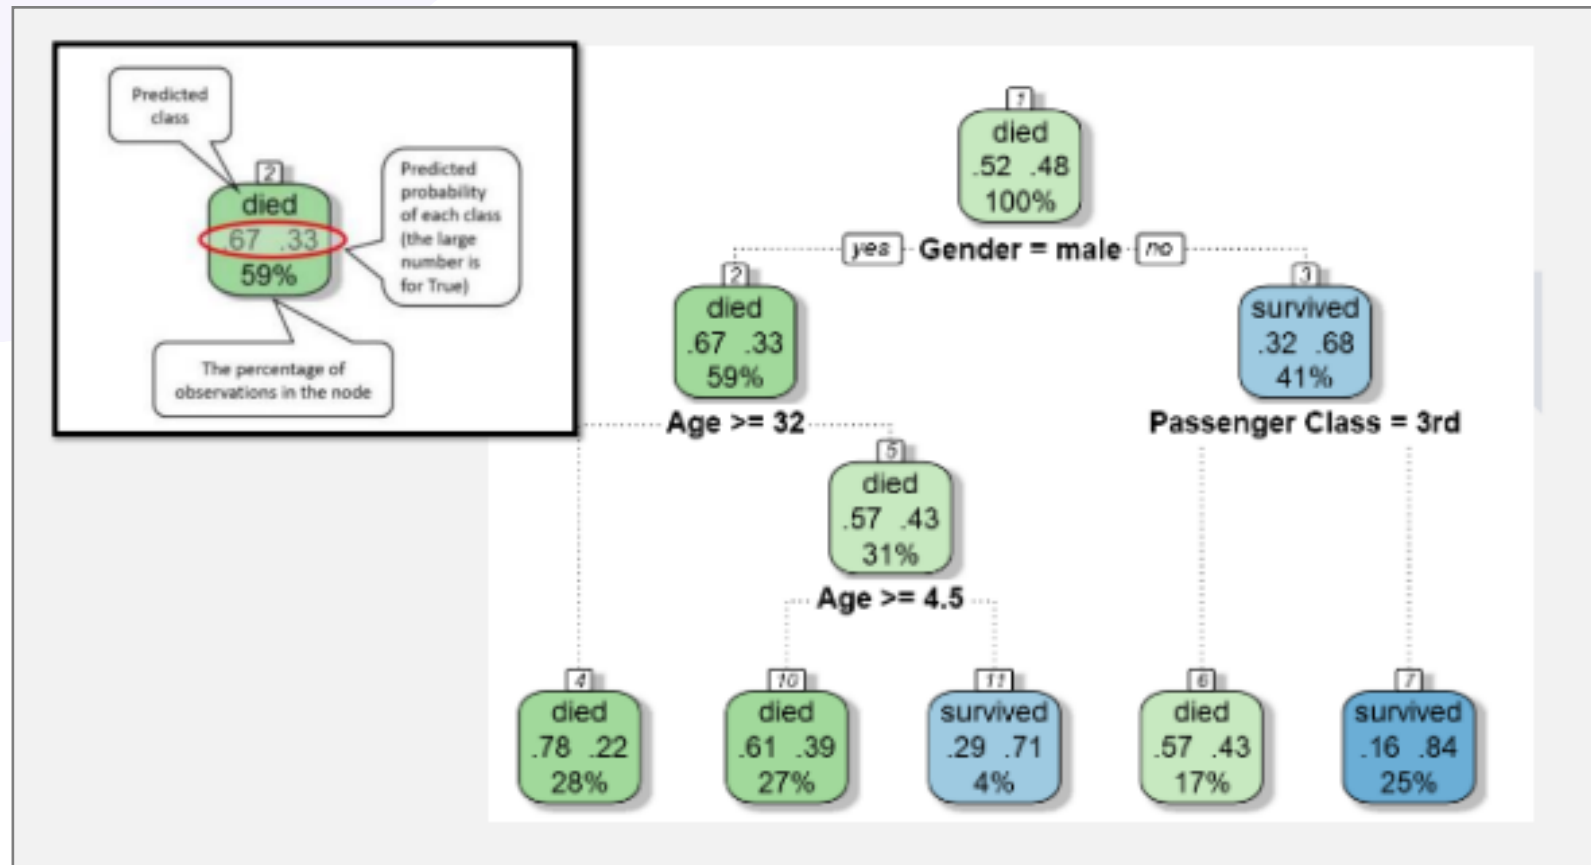 Predicted
class
2
died
.67 .33
59%
Predicted
probability
of each class
(the large
number is
for True)
The percentage of
observations in the node
1
died
.52 .48
100%
yes Gender = male no
2
died
.67 .33
59%
3
survived
.32 .68
41%
Age >= 32
Passenger Class = 3rd
5
died
.57 .43
31%
Age >= 4.5
4
died
.78 .22
28%
10
died
.61 .39
27%
11
survived
.29 .71
4%
6
died
.57 .43
17%
7
survived
.16 .84
25%